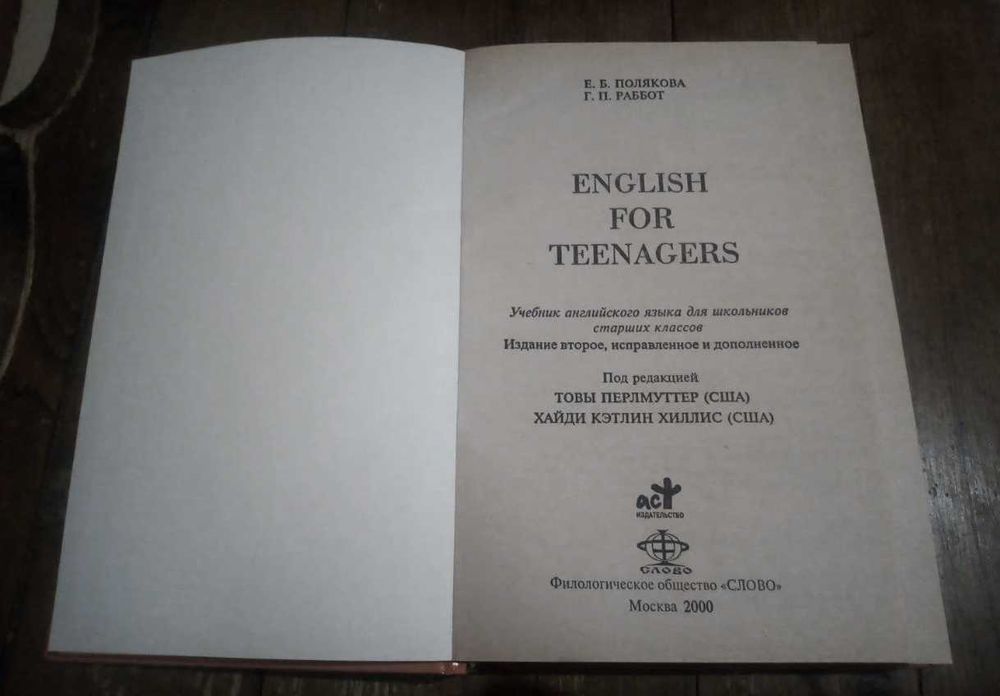 Е. Б. ПОЛЯКОВА
Г. П. РАББОТ
ENGLISH
FOR
TEENAGERS
Учебник английского языка для школьников
старших классов
Издание второе, исправленное и дополненное
Под редакцией
ТОВЫ ПЕРЛМУТТЕР (США)
ХАЙДИ КЭТЛИН ХИЛЛИС (США)
аст
ИЗДАТЕЛЬСТВО
СЛОВО
Филологическое общество «СЛОВО»
Москва 2000